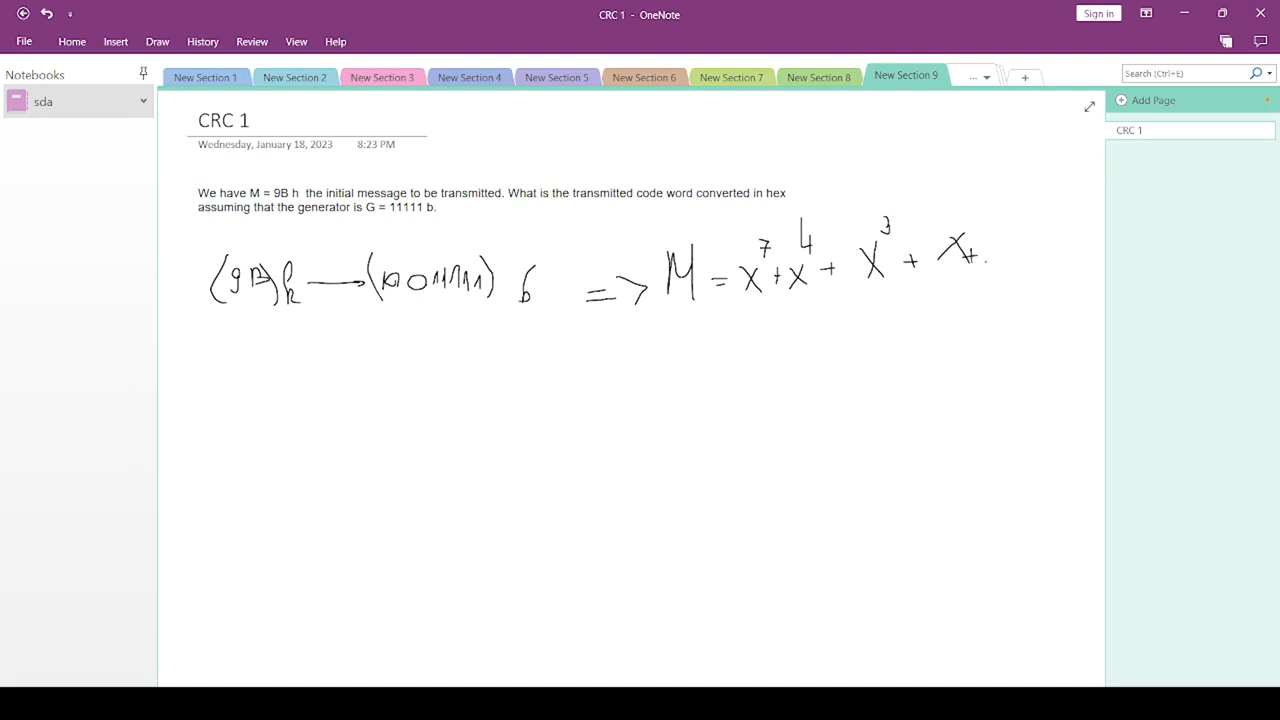 CRC 1 - OneNote
Sign in
File Home Insert Draw History Review View Help
Notebooks
New Section 1 New Section 2 New Section 3 New Section 4 New Section 5 New Section 6 New Section 7 New Section 8 New Section 9 ...
Search (Ctrl+E)
sda
Add Page
CRC 1
CRC 1
Wednesday, January 18, 2023 8:23 PM
We have M = 9B h the initial message to be transmitted. What is the transmitted code word converted in hex
assuming that the generator is G = 11111 b.
(9B)h → b => M = x⁷ + x⁴ + x³ + x +